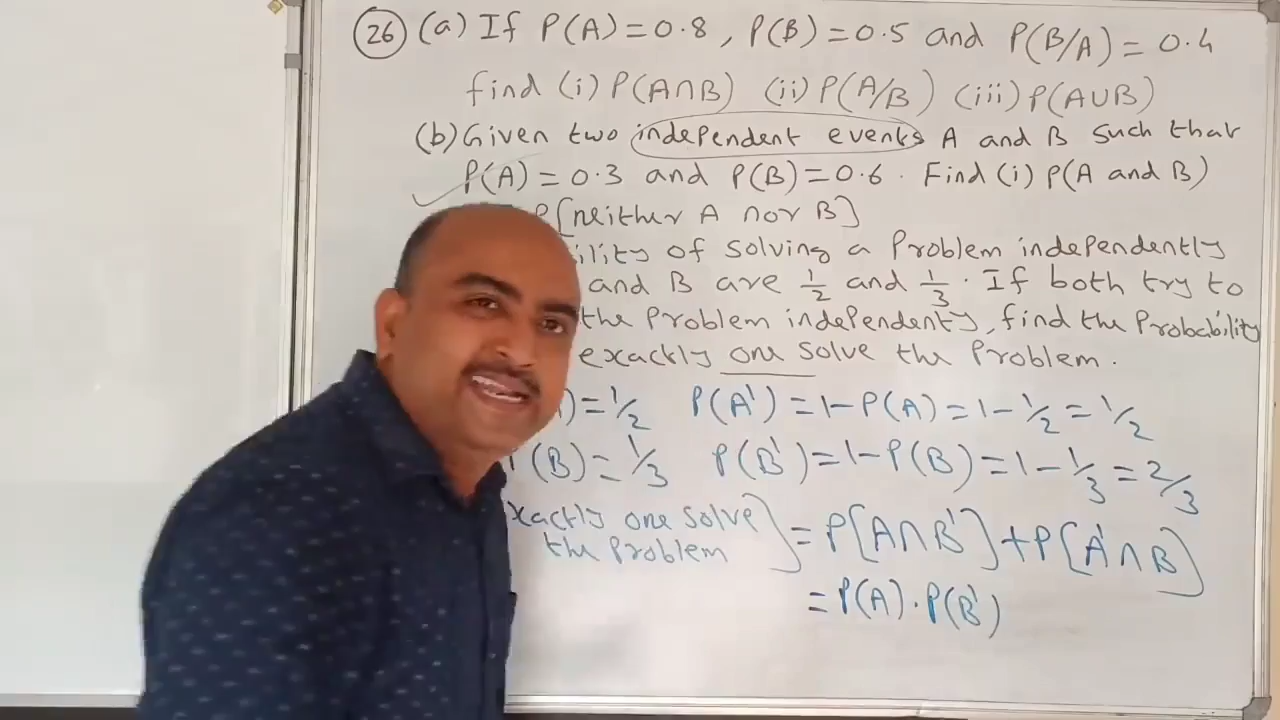 26 (a) If P(A)=0.8, P(B)=0.5 and P(B/A)=0.4
find (i) P(A∩B) (ii) P(A/B) (iii) P(A∪B)
(b) Given two independent events A and B such that
P(A)=0.3 and P(B)=0.6. Find (i) P(A and B)
P[neither A nor B]
ility of solving a Problem independently
and B are 1/2 and 1/3. If both try to
the Problem independenty, find the Probability
exactly one solve the Problem.
)=1/2 P(A')=1-P(A)=1-1/2=1/2
(B)=1/3 P(B')=1-P(B)=1-1/3=2/3
xactly one solve
the Problem ]=P[A∩B']+P[A'∩B]
=P(A).P(B')